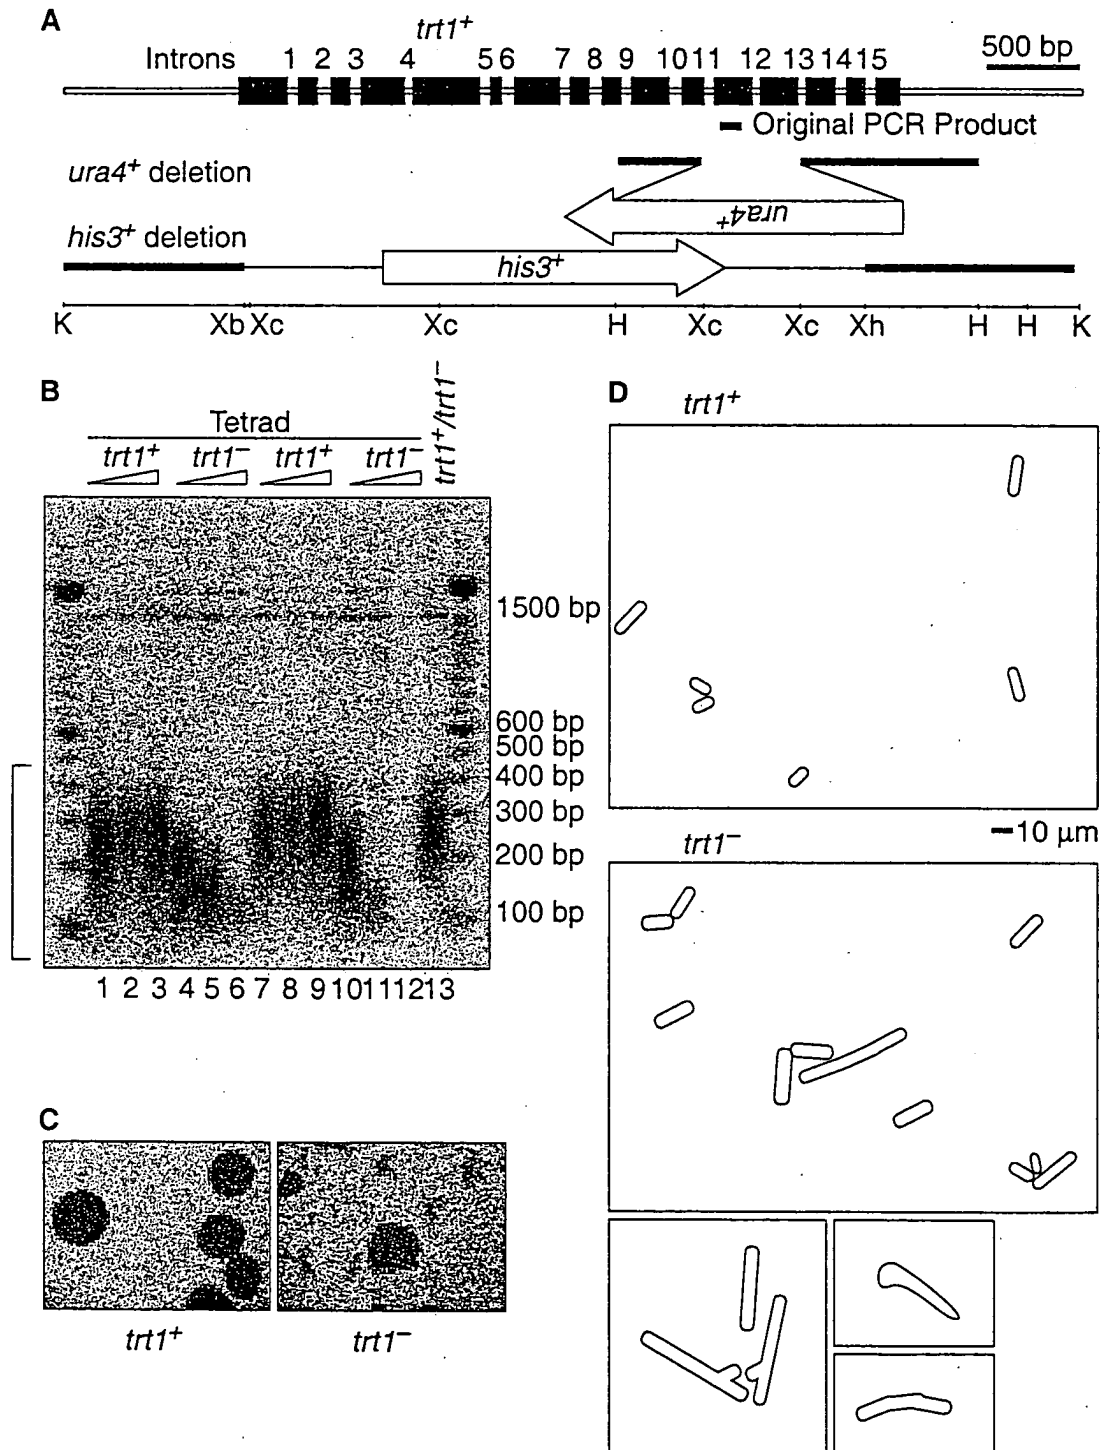 A
trt1+
Introns 1 2 3 4 5 6 7 8 9 10 11 12 13 14 15
500 bp
Original PCR Product
ura4+ deletion
ura4+
his3+ deletion
his3+
K Xb Xc Xc H Xc Xc Xh H H K
B
Tetrad
trt1+ trt1− trt1+ trt1−
trt1+/trt1−
1500 bp
600 bp
500 bp
400 bp
300 bp
200 bp
100 bp
1 2 3 4 5 6 7 8 9 10 11 12 13
C
trt1+ trt1−
D
trt1+
10 μm
trt1−